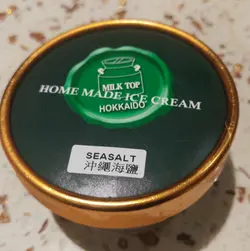 MILK TOP
HOME MADE ICE CREAM
HOKKAIDO
SEASALT
沖繩海鹽